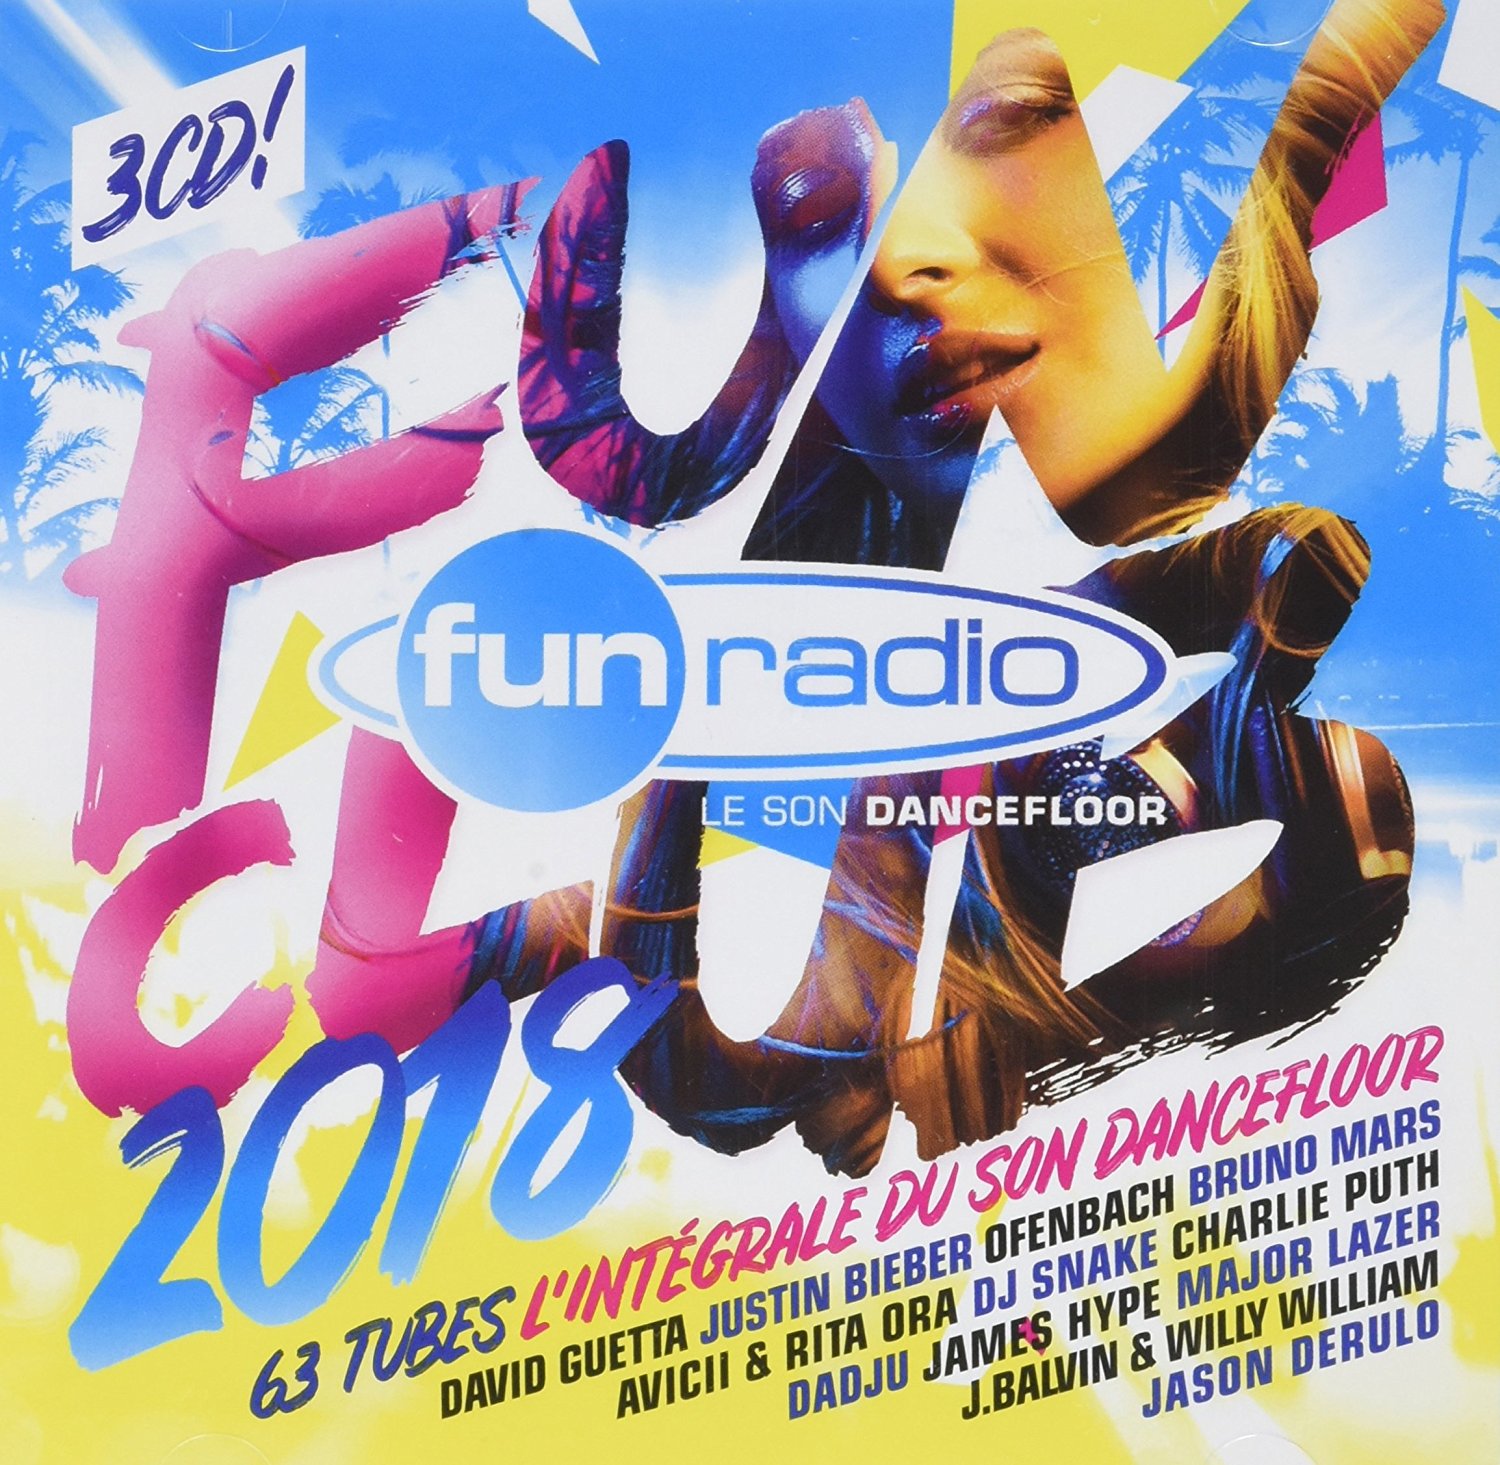 3CD!
FUN
fun radio
LE SON DANCEFLOOR
CLUB
2018
63 TUBES L'INTÉGRALE DU SON DANCEFLOOR
DAVID GUETTA JUSTIN BIEBER OFENBACH BRUNO MARS
AVICII & RITA ORA DJ SNAKE CHARLIE PUTH
DADJU JAMES HYPE MAJOR LAZER
J.BALVIN & WILLY WILLIAM
JASON DERULO